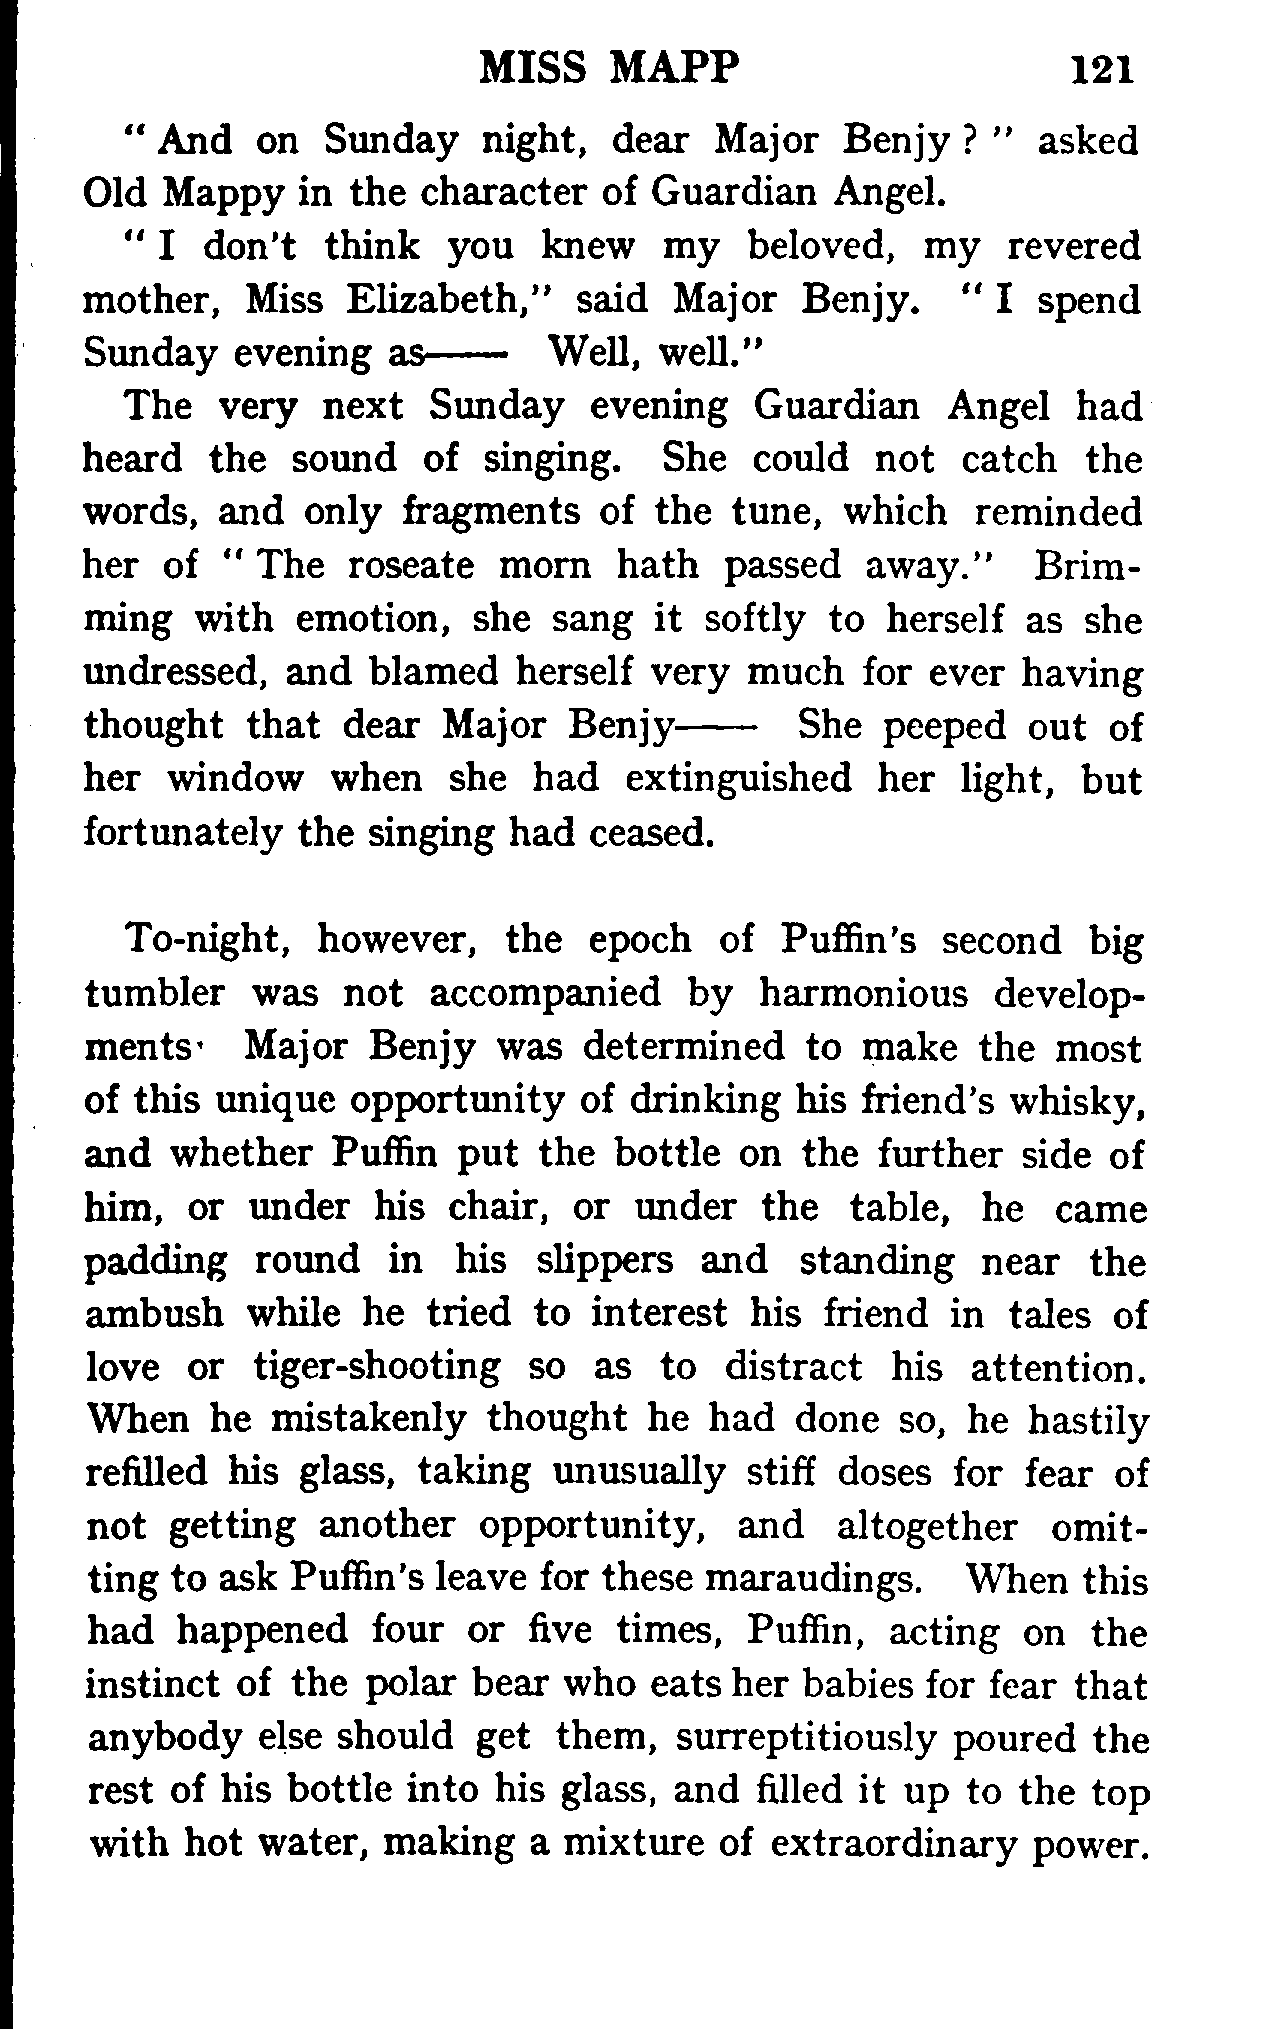 MISS MAPP 121
“ And on Sunday night, dear Major Benjy ? ” asked
Old Mappy in the character of Guardian Angel.
“ I don't think you knew my beloved, my revered
mother, Miss Elizabeth,” said Major Benjy. “ I spend
Sunday evening as—— Well, well.”
The very next Sunday evening Guardian Angel had
heard the sound of singing. She could not catch the
words, and only fragments of the tune, which reminded
her of “ The roseate morn hath passed away.” Brim-
ming with emotion, she sang it softly to herself as she
undressed, and blamed herself very much for ever having
thought that dear Major Benjy—— She peeped out of
her window when she had extinguished her light, but
fortunately the singing had ceased.
To-night, however, the epoch of Puffin's second big
tumbler was not accompanied by harmonious develop-
ments. Major Benjy was determined to make the most
of this unique opportunity of drinking his friend's whisky,
and whether Puffin put the bottle on the further side of
him, or under his chair, or under the table, he came
padding round in his slippers and standing near the
ambush while he tried to interest his friend in tales of
love or tiger-shooting so as to distract his attention.
When he mistakenly thought he had done so, he hastily
refilled his glass, taking unusually stiff doses for fear of
not getting another opportunity, and altogether omit-
ting to ask Puffin's leave for these maraudings. When this
had happened four or five times, Puffin, acting on the
instinct of the polar bear who eats her babies for fear that
anybody else should get them, surreptitiously poured the
rest of his bottle into his glass, and filled it up to the top
with hot water, making a mixture of extraordinary power.